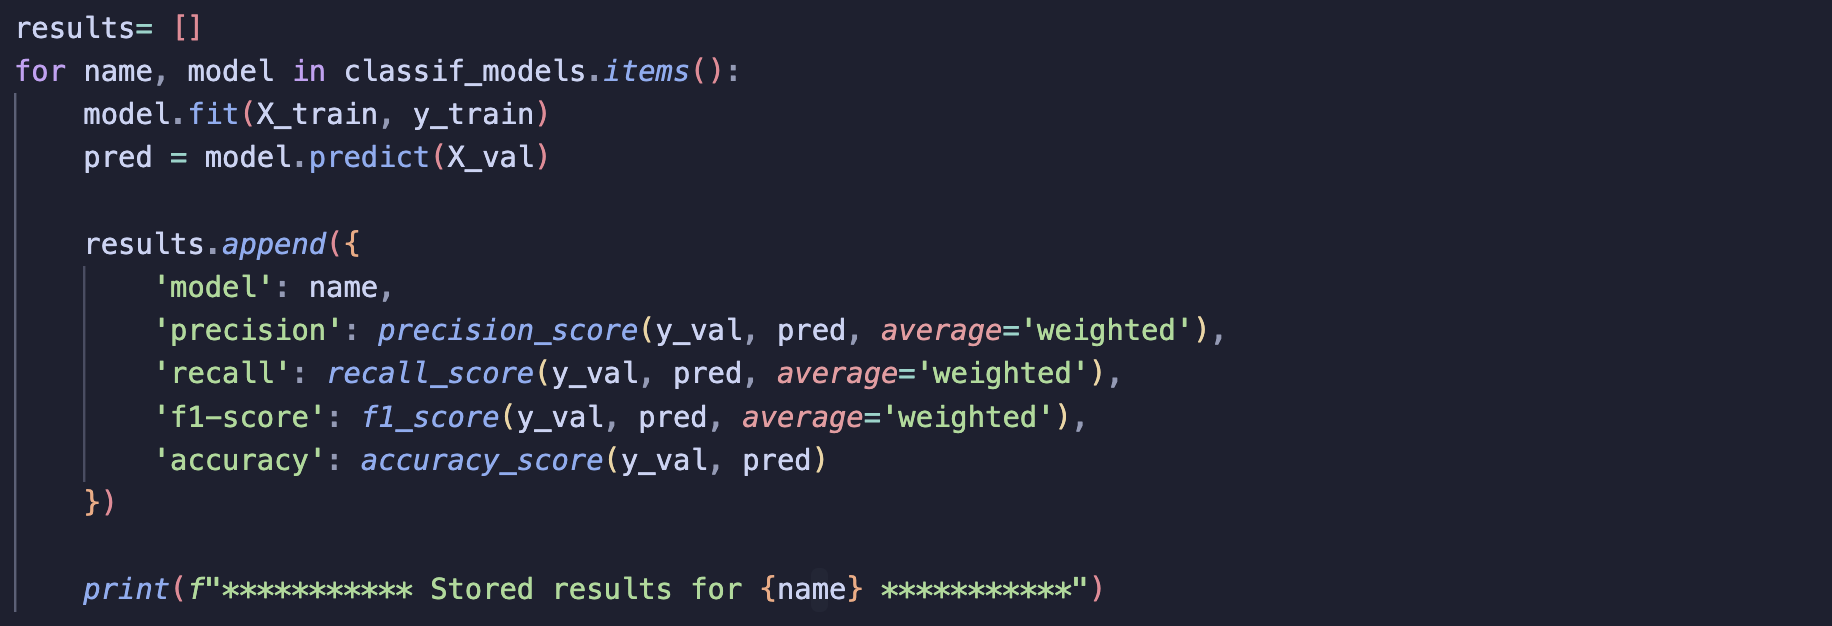 results= []
for name, model in classif_models.items():
    model.fit(X_train, y_train)
    pred = model.predict(X_val)

    results.append({
        'model': name,
        'precision': precision_score(y_val, pred, average='weighted'),
        'recall': recall_score(y_val, pred, average='weighted'),
        'f1-score': f1_score(y_val, pred, average='weighted'),
        'accuracy': accuracy_score(y_val, pred)
    })

    print(f"*********** Stored results for {name} ***********")